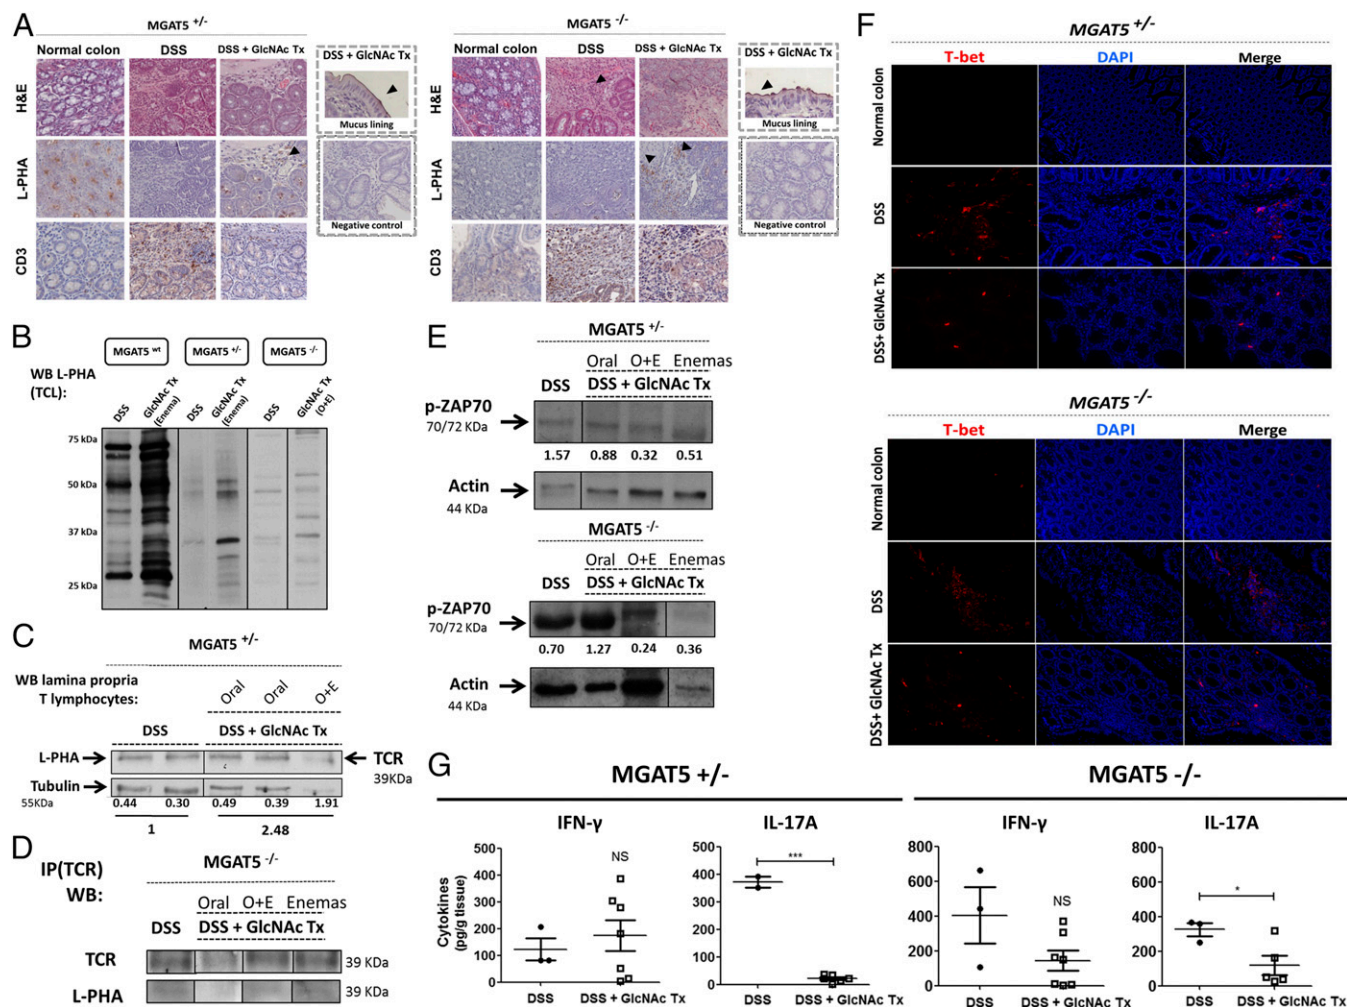 A
MGAT5 +/-
Normal colon DSS DSS + GlcNAc Tx
DSS + GlcNAc Tx
H&E
Mucus lining
L-PHA
Negative control
CD3
MGAT5 -/-
Normal colon DSS DSS + GlcNAc Tx
DSS + GlcNAc Tx
H&E
Mucus lining
L-PHA
Negative control
CD3
B
MGAT5 wt MGAT5 +/- MGAT5 -/-
WB L-PHA
(TCL):
DSS
GlcNAc Tx
(Enema)
DSS
GlcNAc Tx
(Enema)
DSS
GlcNAc Tx
(O+E)
75 kDa
50 kDa
37 kDa
25 kDa
C
MGAT5 +/-
WB lamina propria
T lymphocytes:
Oral Oral O+E
DSS DSS + GlcNAc Tx
L-PHA TCR
39KDa
Tubulin
55KDa
0.44 0.30 0.49 0.39 1.91
1 2.48
D
IP(TCR)
WB:
MGAT5 -/-
Oral O+E Enemas
DSS DSS + GlcNAc Tx
TCR 39 KDa
L-PHA 39 KDa
E
MGAT5 +/-
Oral O+E Enemas
DSS DSS + GlcNAc Tx
p-ZAP70
70/72 KDa
1.57 0.88 0.32 0.51
Actin
44 KDa
MGAT5 -/-
Oral O+E Enemas
DSS DSS + GlcNAc Tx
p-ZAP70
70/72 KDa
0.70 1.27 0.24 0.36
Actin
44 KDa
F
MGAT5 +/-
T-bet DAPI Merge
Normal colon
DSS
DSS+ GlcNAc Tx
MGAT5 -/-
T-bet DAPI Merge
Normal colon
DSS
DSS+ GlcNAc Tx
G
MGAT5 +/-
IFN-γ IL-17A
Cytokines
(pg/g tissue)
500
400
300
200
100
0
NS
DSS DSS + GlcNAc Tx
500
400
300
200
100
0
***
DSS DSS + GlcNAc Tx
MGAT5 -/-
IFN-γ IL-17A
800
600
400
200
0
NS
DSS DSS + GlcNAc Tx
800
600
400
200
0
*
DSS DSS + GlcNAc Tx